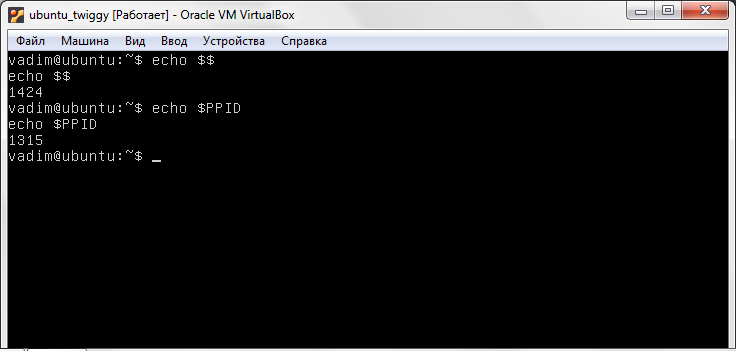 ubuntu_twiggy [Работает] - Oracle VM VirtualBox
Файл Машина Вид Ввод Устройства Справка
vadim@ubuntu:~$ echo $$
echo $$
1424
vadim@ubuntu:~$ echo $PPID
echo $PPID
1315
vadim@ubuntu:~$ _